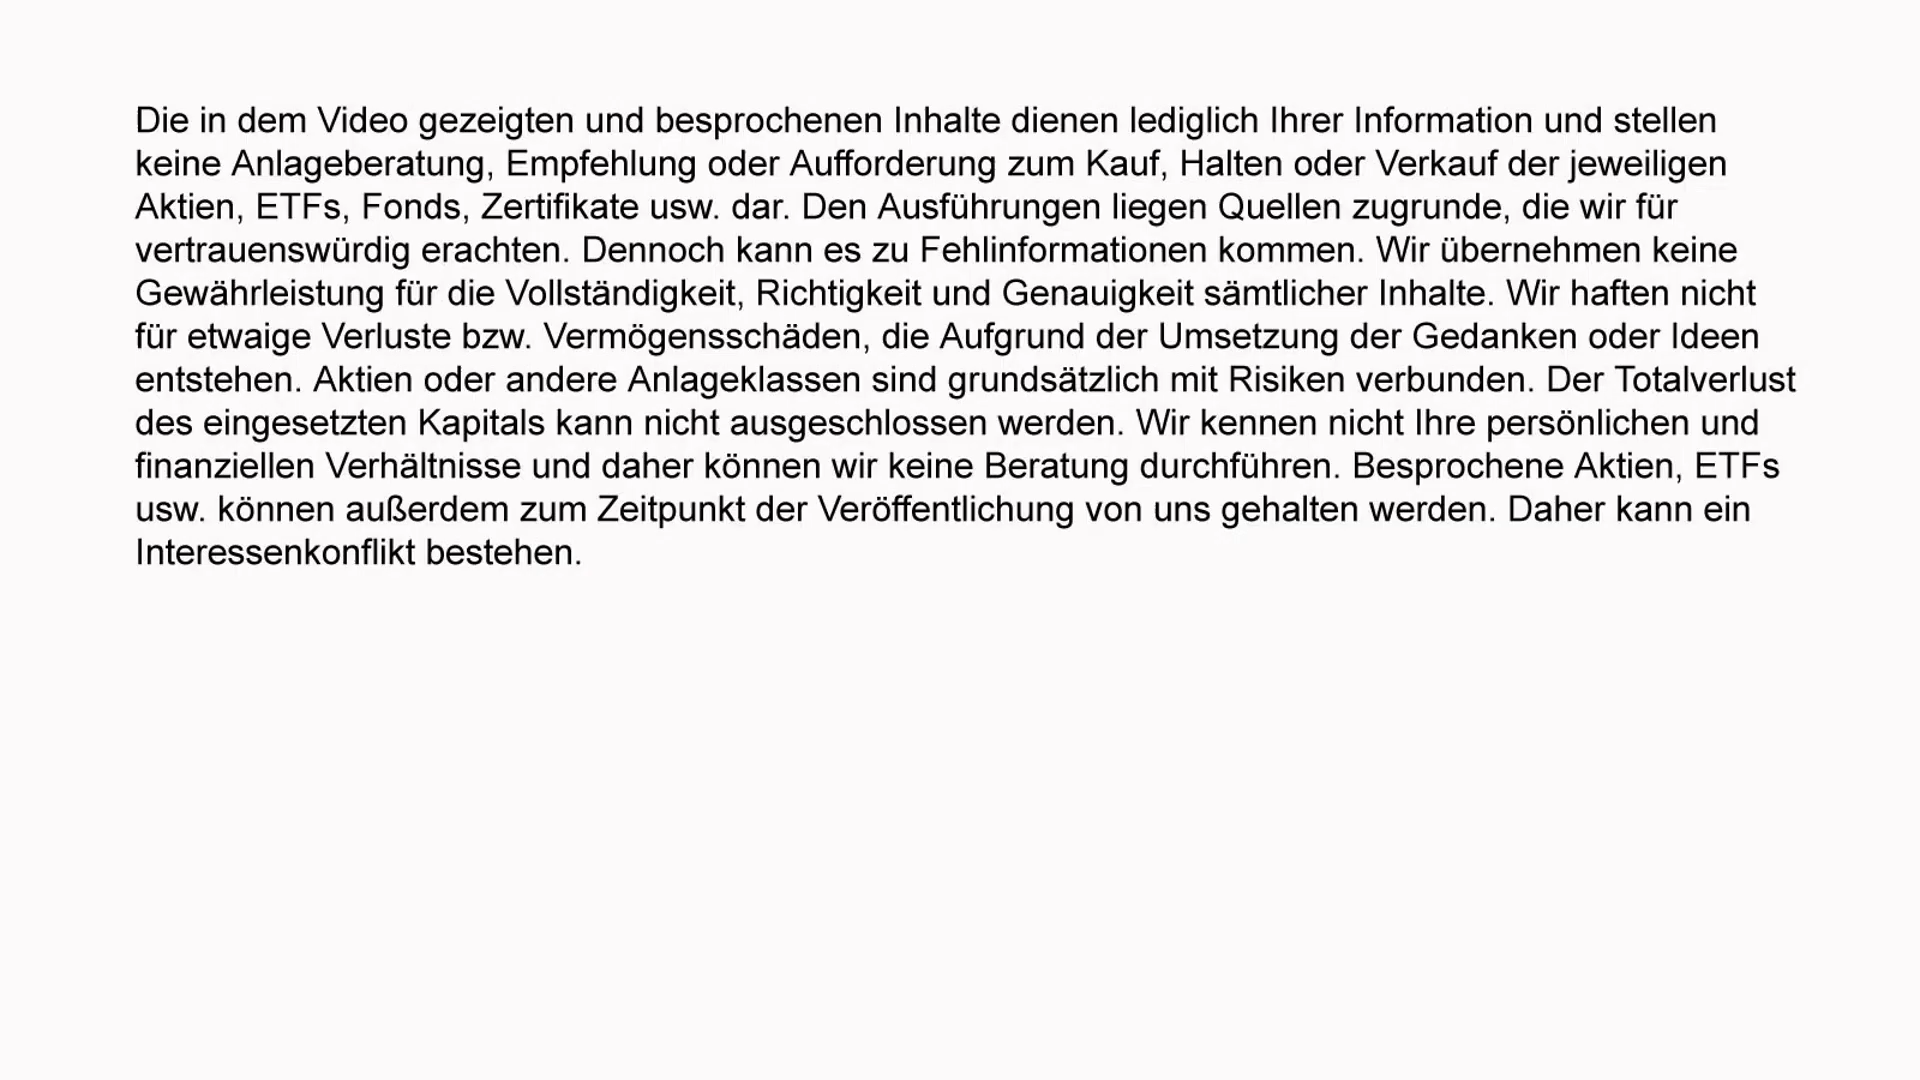 Die in dem Video gezeigten und besprochenen Inhalte dienen lediglich Ihrer Information und stellen
keine Anlageberatung, Empfehlung oder Aufforderung zum Kauf, Halten oder Verkauf der jeweiligen
Aktien, ETFs, Fonds, Zertifikate usw. dar. Den Ausführungen liegen Quellen zugrunde, die wir für
vertrauenswürdig erachten. Dennoch kann es zu Fehlinformationen kommen. Wir übernehmen keine
Gewährleistung für die Vollständigkeit, Richtigkeit und Genauigkeit sämtlicher Inhalte. Wir haften nicht
für etwaige Verluste bzw. Vermögensschäden, die Aufgrund der Umsetzung der Gedanken oder Ideen
entstehen. Aktien oder andere Anlageklassen sind grundsätzlich mit Risiken verbunden. Der Totalverlust
des eingesetzten Kapitals kann nicht ausgeschlossen werden. Wir kennen nicht Ihre persönlichen und
finanziellen Verhältnisse und daher können wir keine Beratung durchführen. Besprochene Aktien, ETFs
usw. können außerdem zum Zeitpunkt der Veröffentlichung von uns gehalten werden. Daher kann ein
Interessenkonflikt bestehen.